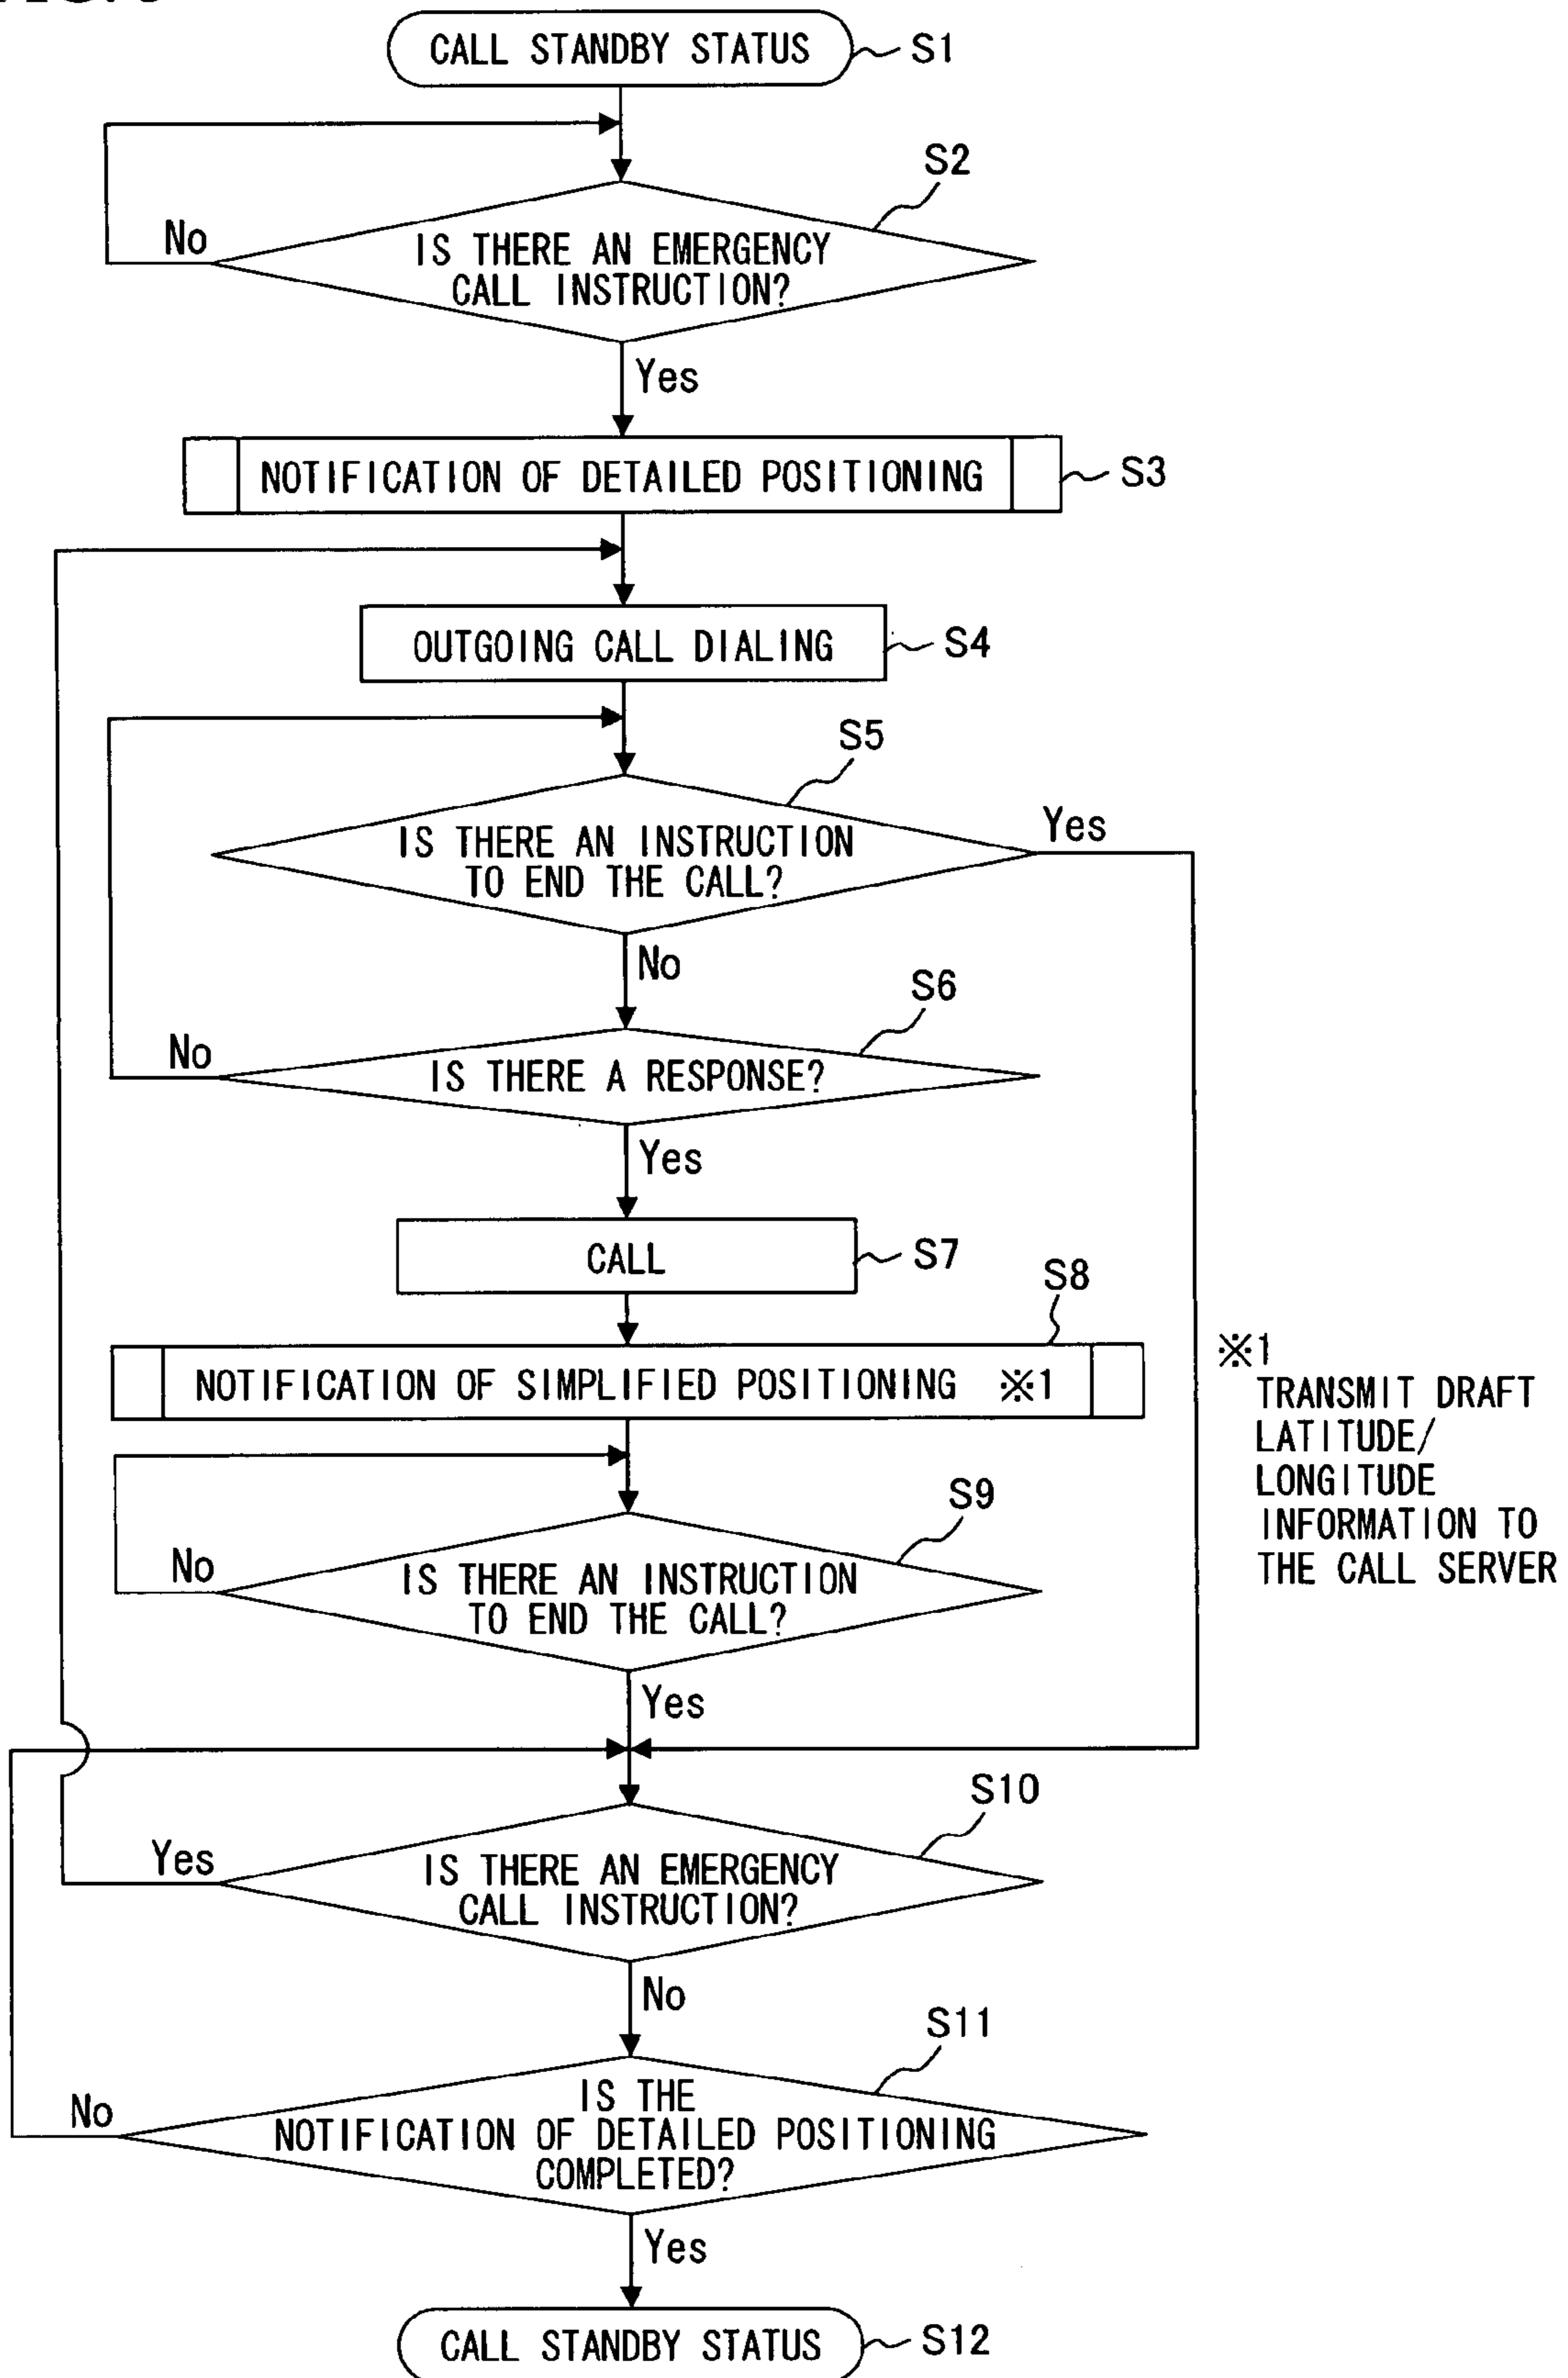 CALL STANDBY STATUS
S1
S2
No
IS THERE AN EMERGENCY
CALL INSTRUCTION?
Yes
NOTIFICATION OF DETAILED POSITIONING
S3
OUTGOING CALL DIALING
S4
S5
IS THERE AN INSTRUCTION
TO END THE CALL?
Yes
No
S6
No
IS THERE A RESPONSE?
Yes
CALL
S7
S8
NOTIFICATION OF SIMPLIFIED POSITIONING ※1
※1
TRANSMIT DRAFT
LATITUDE/
LONGITUDE
INFORMATION TO
THE CALL SERVER
S9
No
IS THERE AN INSTRUCTION
TO END THE CALL?
Yes
S10
Yes
IS THERE AN EMERGENCY
CALL INSTRUCTION?
No
S11
No
IS THE
NOTIFICATION OF DETAILED POSITIONING
COMPLETED?
Yes
CALL STANDBY STATUS
S12